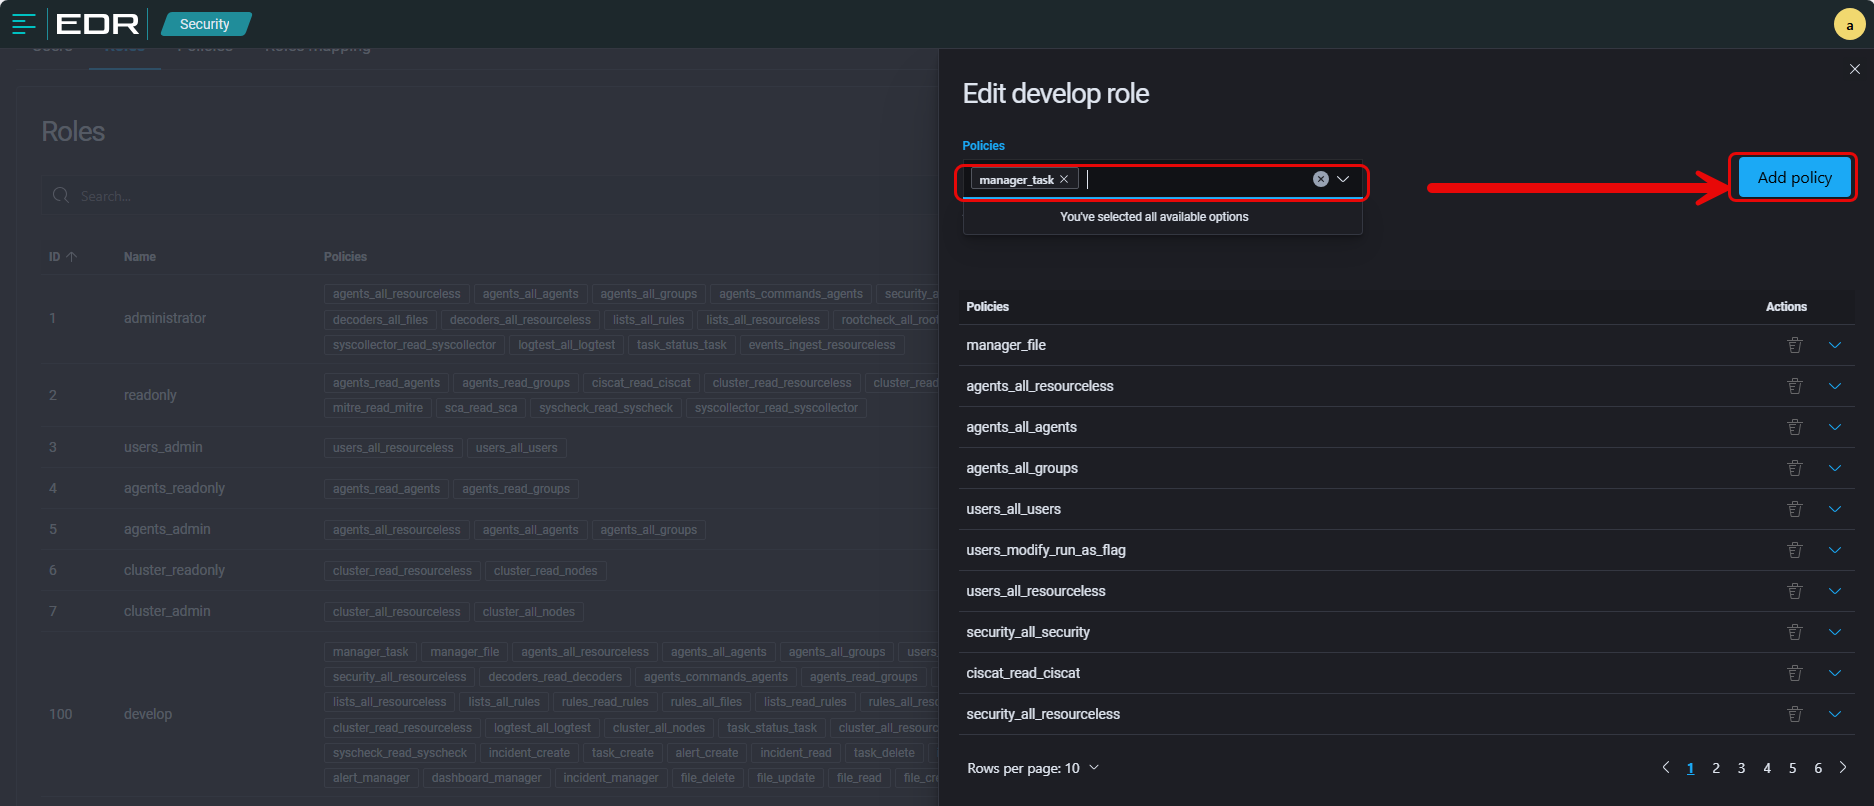 EDR Security a
Users Roles Policies Roles mapping
Roles
Search...
ID Name Policies
1 administrator
agents_all_resourceless agents_all_agents agents_all_groups agents_commands_agents security_a
decoders_all_files decoders_all_resourceless lists_all_rules lists_all_resourceless rootcheck_all_root
syscollector_read_syscollector logtest_all_logtest task_status_task events_ingest_resourceless
2 readonly
agents_read_agents agents_read_groups ciscat_read_ciscat cluster_read_resourceless cluster_read
mitre_read_mitre sca_read_sca syscheck_read_syscheck syscollector_read_syscollector
3 users_admin users_all_resourceless users_all_users
4 agents_readonly agents_read_agents agents_read_groups
5 agents_admin agents_all_resourceless agents_all_agents agents_all_groups
6 cluster_readonly cluster_read_resourceless cluster_read_nodes
7 cluster_admin cluster_all_resourceless cluster_all_nodes
100 develop
manager_task manager_file agents_all_resourceless agents_all_agents agents_all_groups users_
security_all_resourceless decoders_read_decoders agents_commands_agents agents_read_groups
lists_all_resourceless lists_all_rules rules_read_rules rules_all_files lists_read_rules rules_all_reso
cluster_read_resourceless logtest_all_logtest cluster_all_nodes task_status_task cluster_all_resourc
syscheck_read_syscheck incident_create task_create alert_create incident_read task_delete
alert_manager dashboard_manager incident_manager file_delete file_update file_read file_cr
Edit develop role
Policies
manager_task
Add policy
You've selected all available options
Policies Actions
manager_file
agents_all_resourceless
agents_all_agents
agents_all_groups
users_all_users
users_modify_run_as_flag
users_all_resourceless
security_all_security
ciscat_read_ciscat
security_all_resourceless
Rows per page: 10
1 2 3 4 5 6